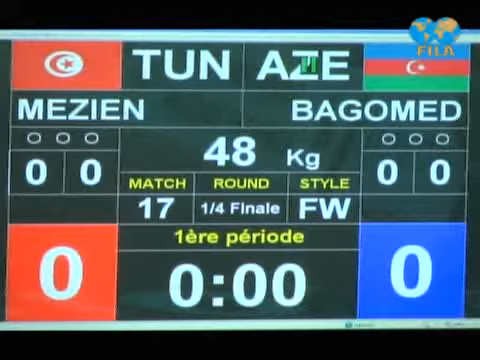 FILA
TUN AZE
MEZIEN BAGOMED
48 Kg
0 0 0 0
MATCH ROUND STYLE
17 1/4 Finale FW
1ère période
0 0:00 0